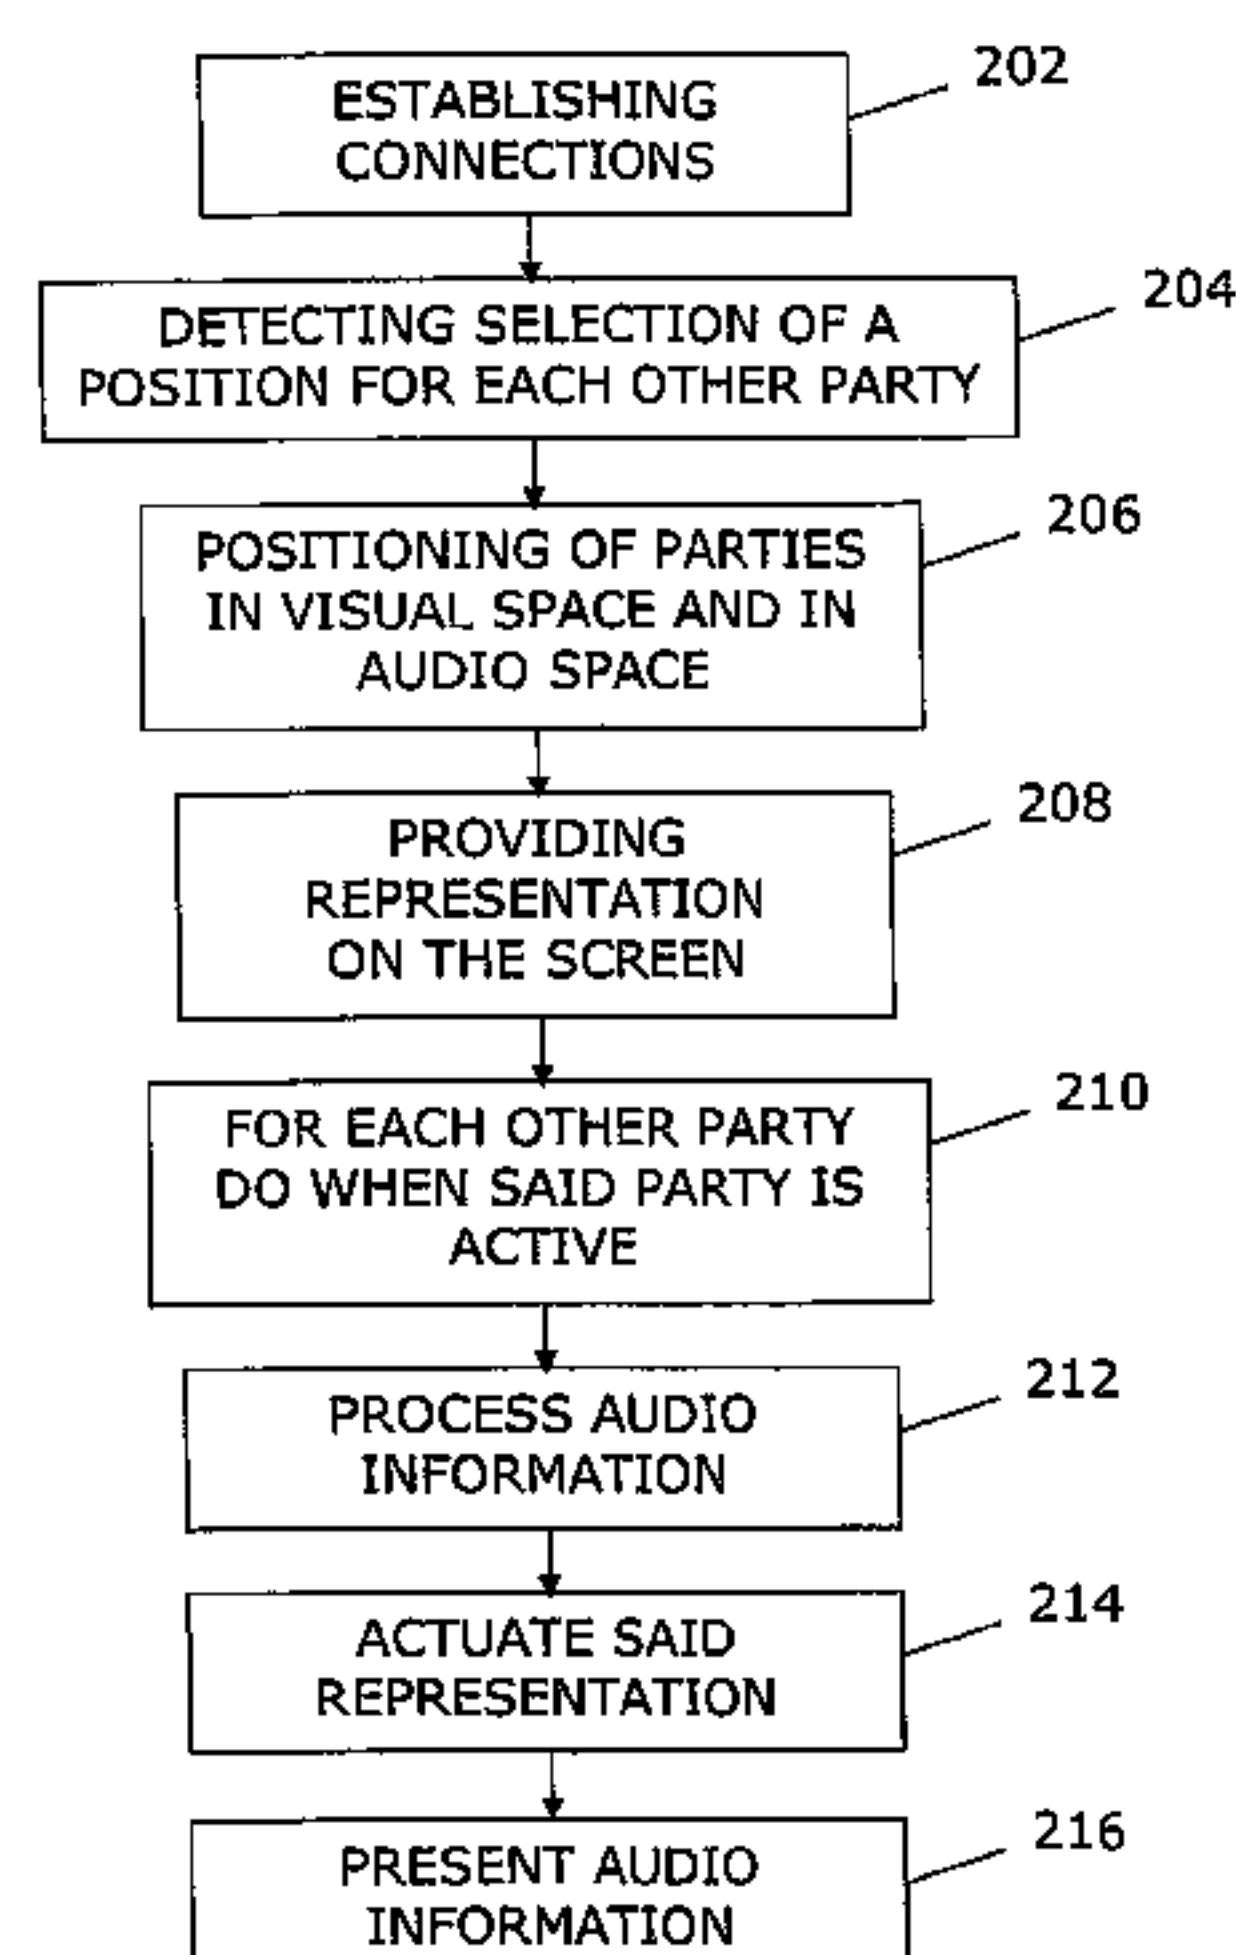 202
ESTABLISHING
CONNECTIONS
204
DETECTING SELECTION OF A
POSITION FOR EACH OTHER PARTY
206
POSITIONING OF PARTIES
IN VISUAL SPACE AND IN
AUDIO SPACE
208
PROVIDING
REPRESENTATION
ON THE SCREEN
210
FOR EACH OTHER PARTY
DO WHEN SAID PARTY IS
ACTIVE
212
PROCESS AUDIO
INFORMATION
214
ACTUATE SAID
REPRESENTATION
216
PRESENT AUDIO
INFORMATION